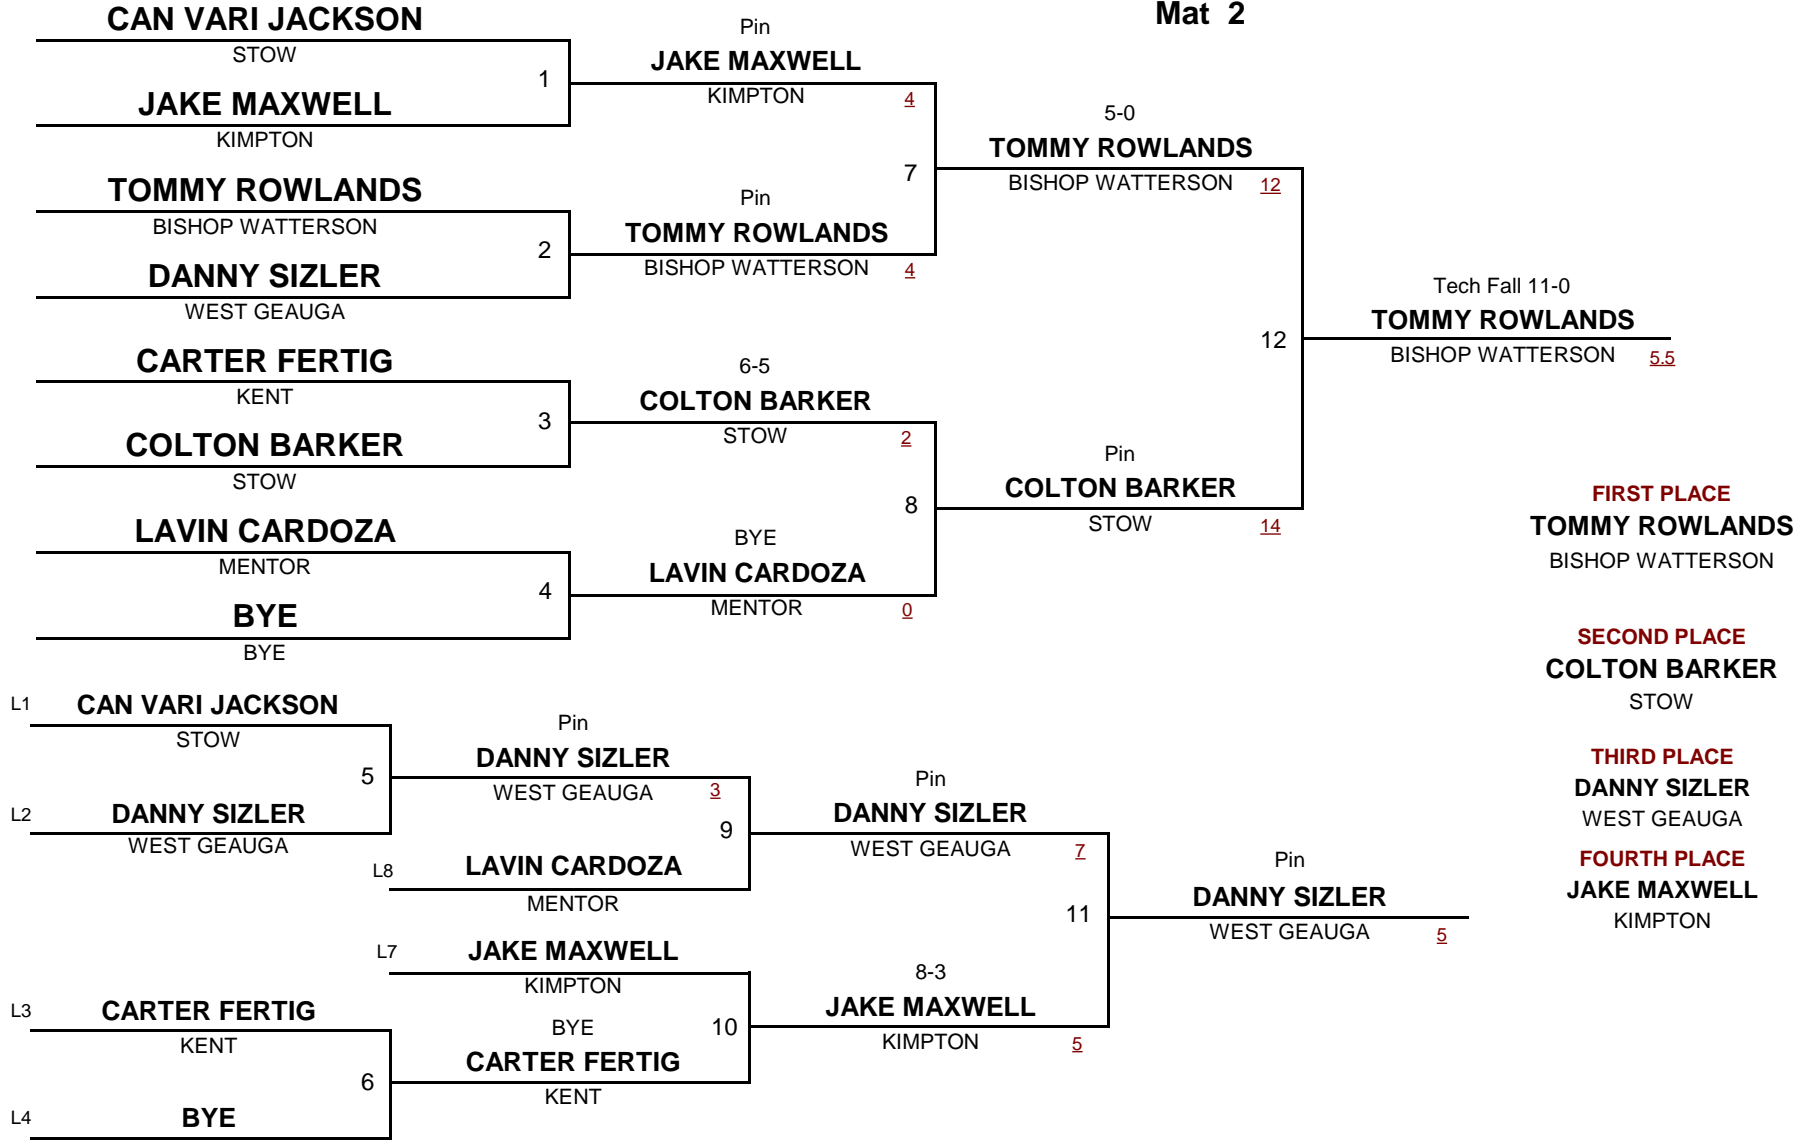 Mat 2
CAN VARI JACKSON
STOW
1
JAKE MAXWELL
KIMPTON
TOMMY ROWLANDS
BISHOP WATTERSON
2
DANNY SIZLER
WEST GEAUGA
CARTER FERTIG
KENT
3
COLTON BARKER
STOW
LAVIN CARDOZA
MENTOR
4
BYE
BYE
Pin
JAKE MAXWELL
KIMPTON 4
7
Pin
TOMMY ROWLANDS
BISHOP WATTERSON 4
6-5
COLTON BARKER
STOW 2
8
BYE
LAVIN CARDOZA
MENTOR 0
5-0
TOMMY ROWLANDS
BISHOP WATTERSON 12
12
Pin
COLTON BARKER
STOW 14
Tech Fall 11-0
TOMMY ROWLANDS
BISHOP WATTERSON 5.5
FIRST PLACE
TOMMY ROWLANDS
BISHOP WATTERSON
SECOND PLACE
COLTON BARKER
STOW
THIRD PLACE
DANNY SIZLER
WEST GEAUGA
FOURTH PLACE
JAKE MAXWELL
KIMPTON
L1 CAN VARI JACKSON
STOW
5
L2 DANNY SIZLER
WEST GEAUGA
L3 CARTER FERTIG
KENT
6
L4 BYE
Pin
DANNY SIZLER
WEST GEAUGA 3
9
L8 LAVIN CARDOZA
MENTOR
L7 JAKE MAXWELL
KIMPTON
BYE 10
CARTER FERTIG
KENT
Pin
DANNY SIZLER
WEST GEAUGA 7
11
8-3
JAKE MAXWELL
KIMPTON 5
Pin
DANNY SIZLER
WEST GEAUGA 5